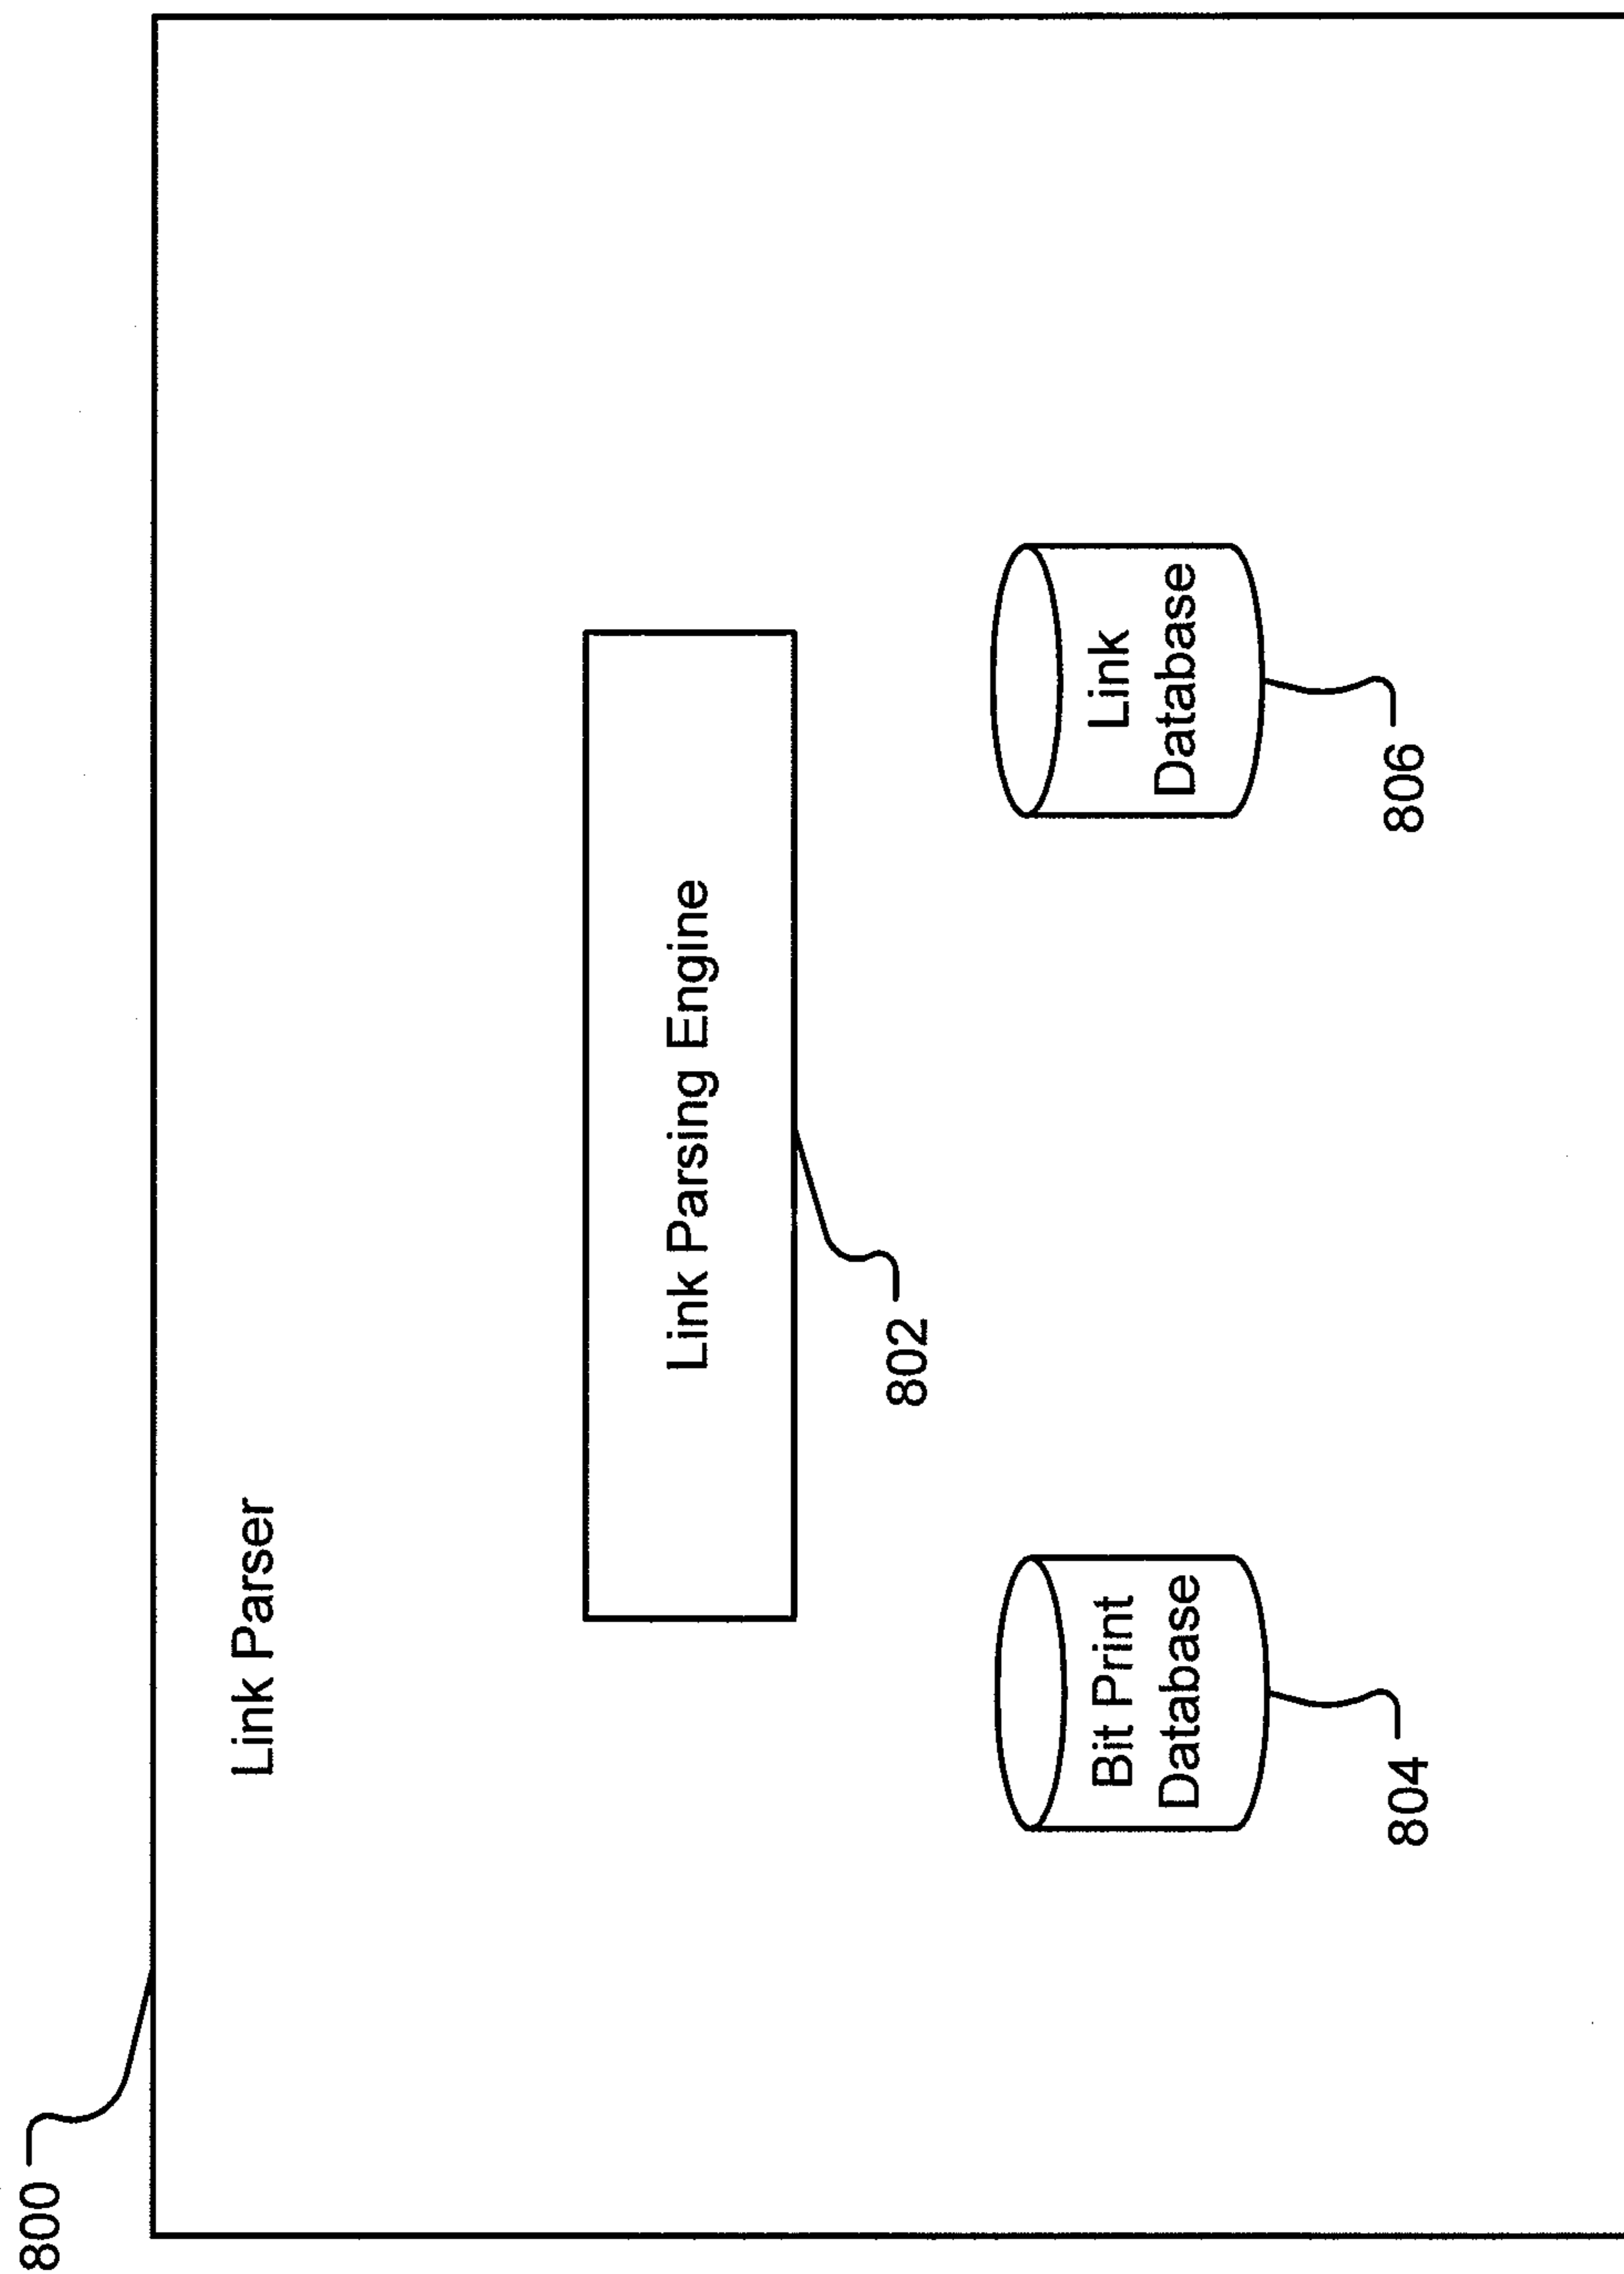 800
Link Parser
Link Parsing Engine
802
Bit Print
Database
804
Link
Database
806